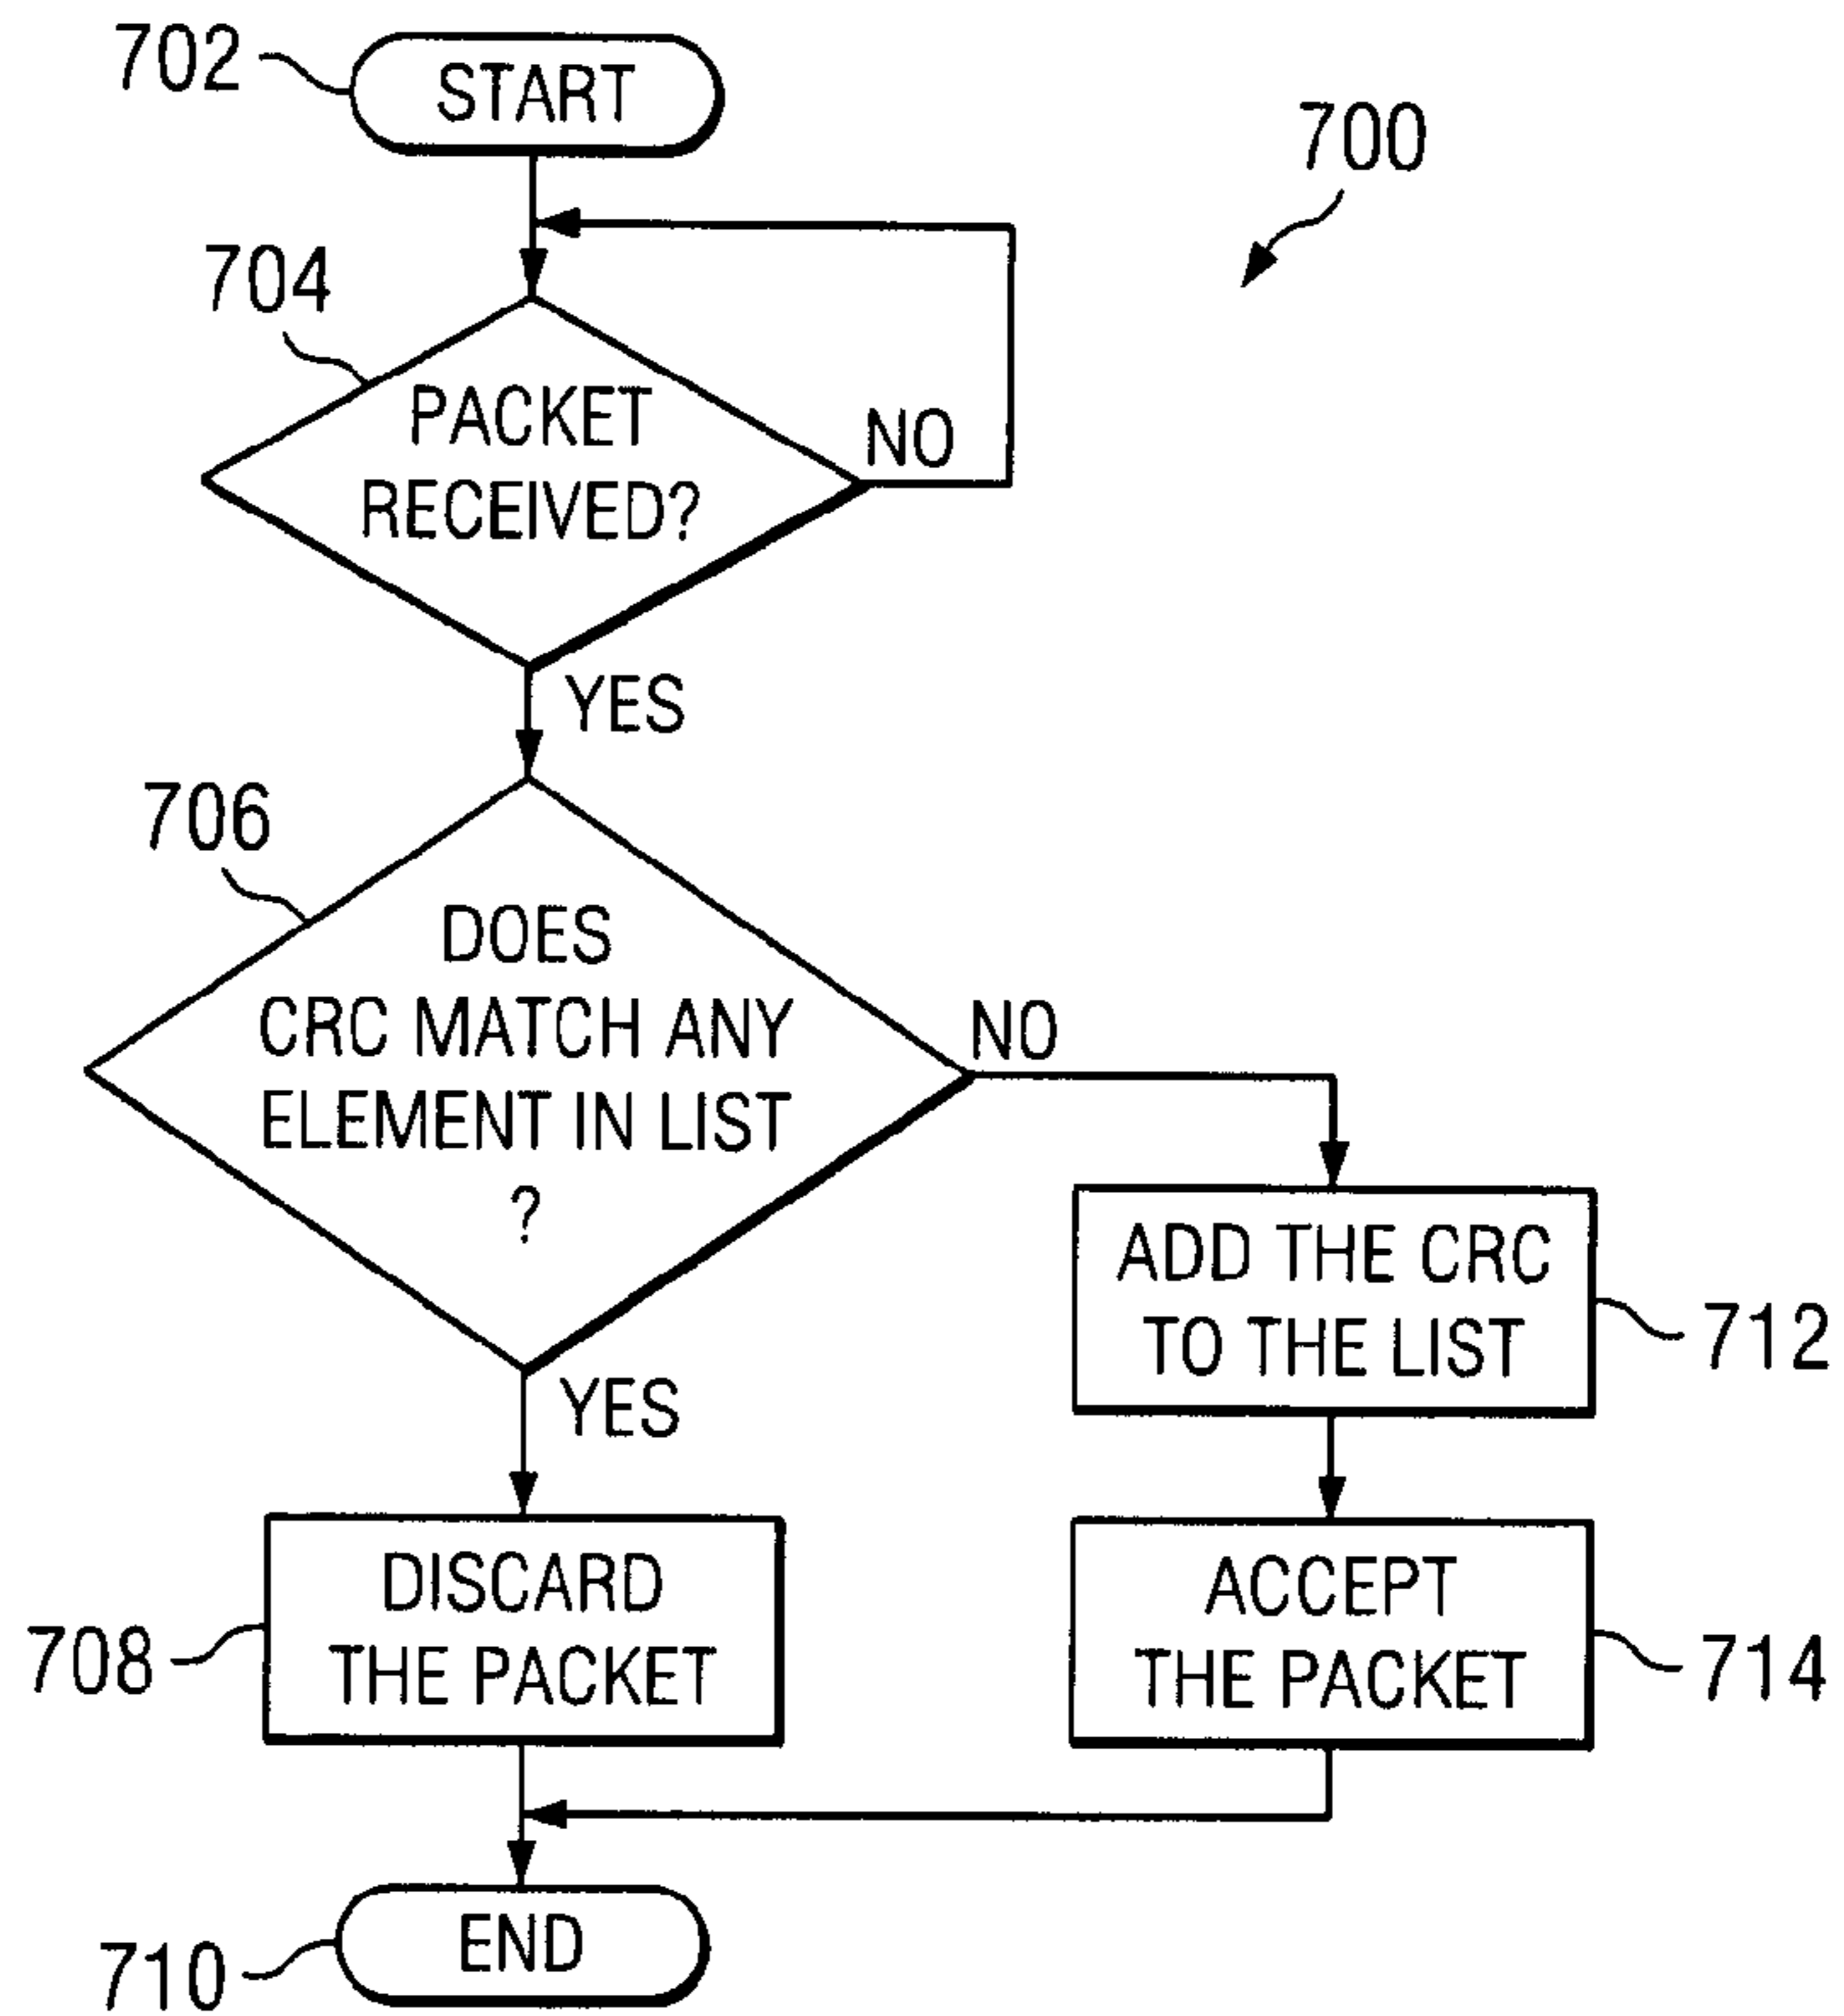 702
START
700
704
PACKET
RECEIVED?
NO
YES
706
DOES
CRC MATCH ANY
ELEMENT IN LIST
?
NO
YES
ADD THE CRC
TO THE LIST
712
DISCARD
THE PACKET
708
ACCEPT
THE PACKET
714
END
710